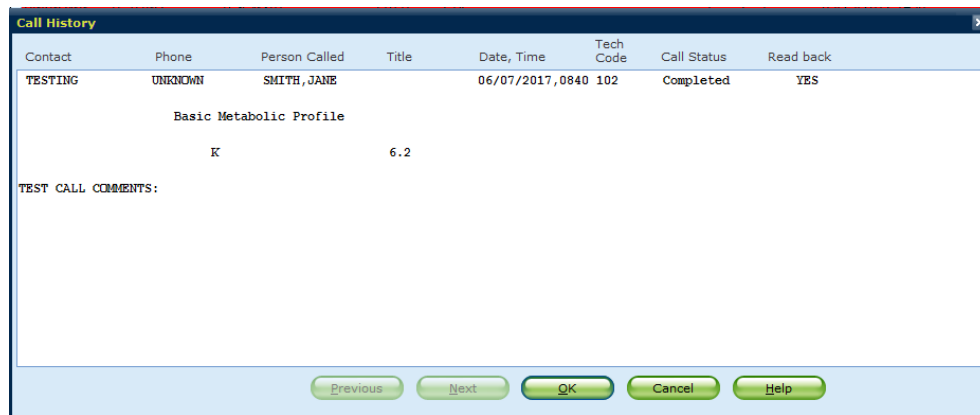 Call History
Contact Phone Person Called Title Date, Time Tech Code Call Status Read back
TESTING UNKNOWN SMITH,JANE 06/07/2017,0840 102 Completed YES
Basic Metabolic Profile
K 6.2
TEST CALL COMMENTS:
Previous Next OK Cancel Help